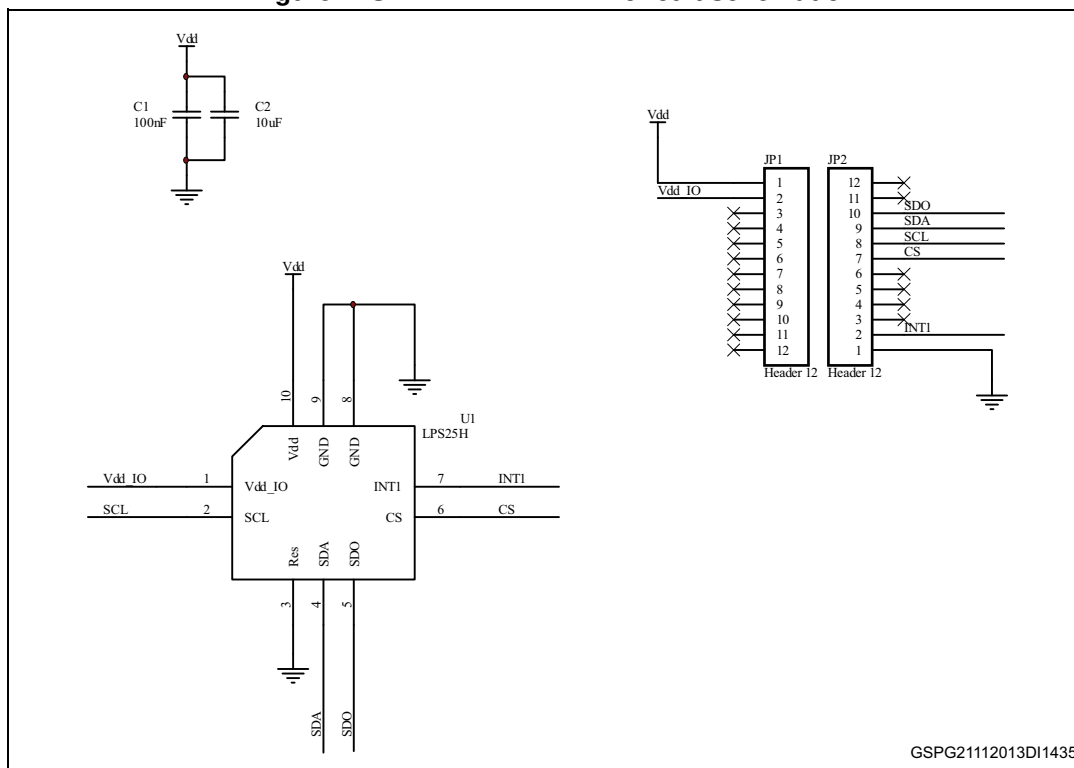 Vdd
C1
100nF
C2
10uF
Vdd
Vdd_IO
JP1
1
2
3
4
5
6
7
8
9
10
11
12
Header 12
JP2
12
11
10
9
8
7
6
5
4
3
2
1
Header 12
SDO
SDA
SCL
CS
INT1
Vdd
10
9
8
U1
LPS25H
Vdd
GND
GND
Vdd_IO
1
Vdd_IO
INT1
7
INT1
SCL
2
SCL
CS
6
CS
Res
SDA
SDO
3
4
5
SDA
SDO
GSPG21112013DI1435